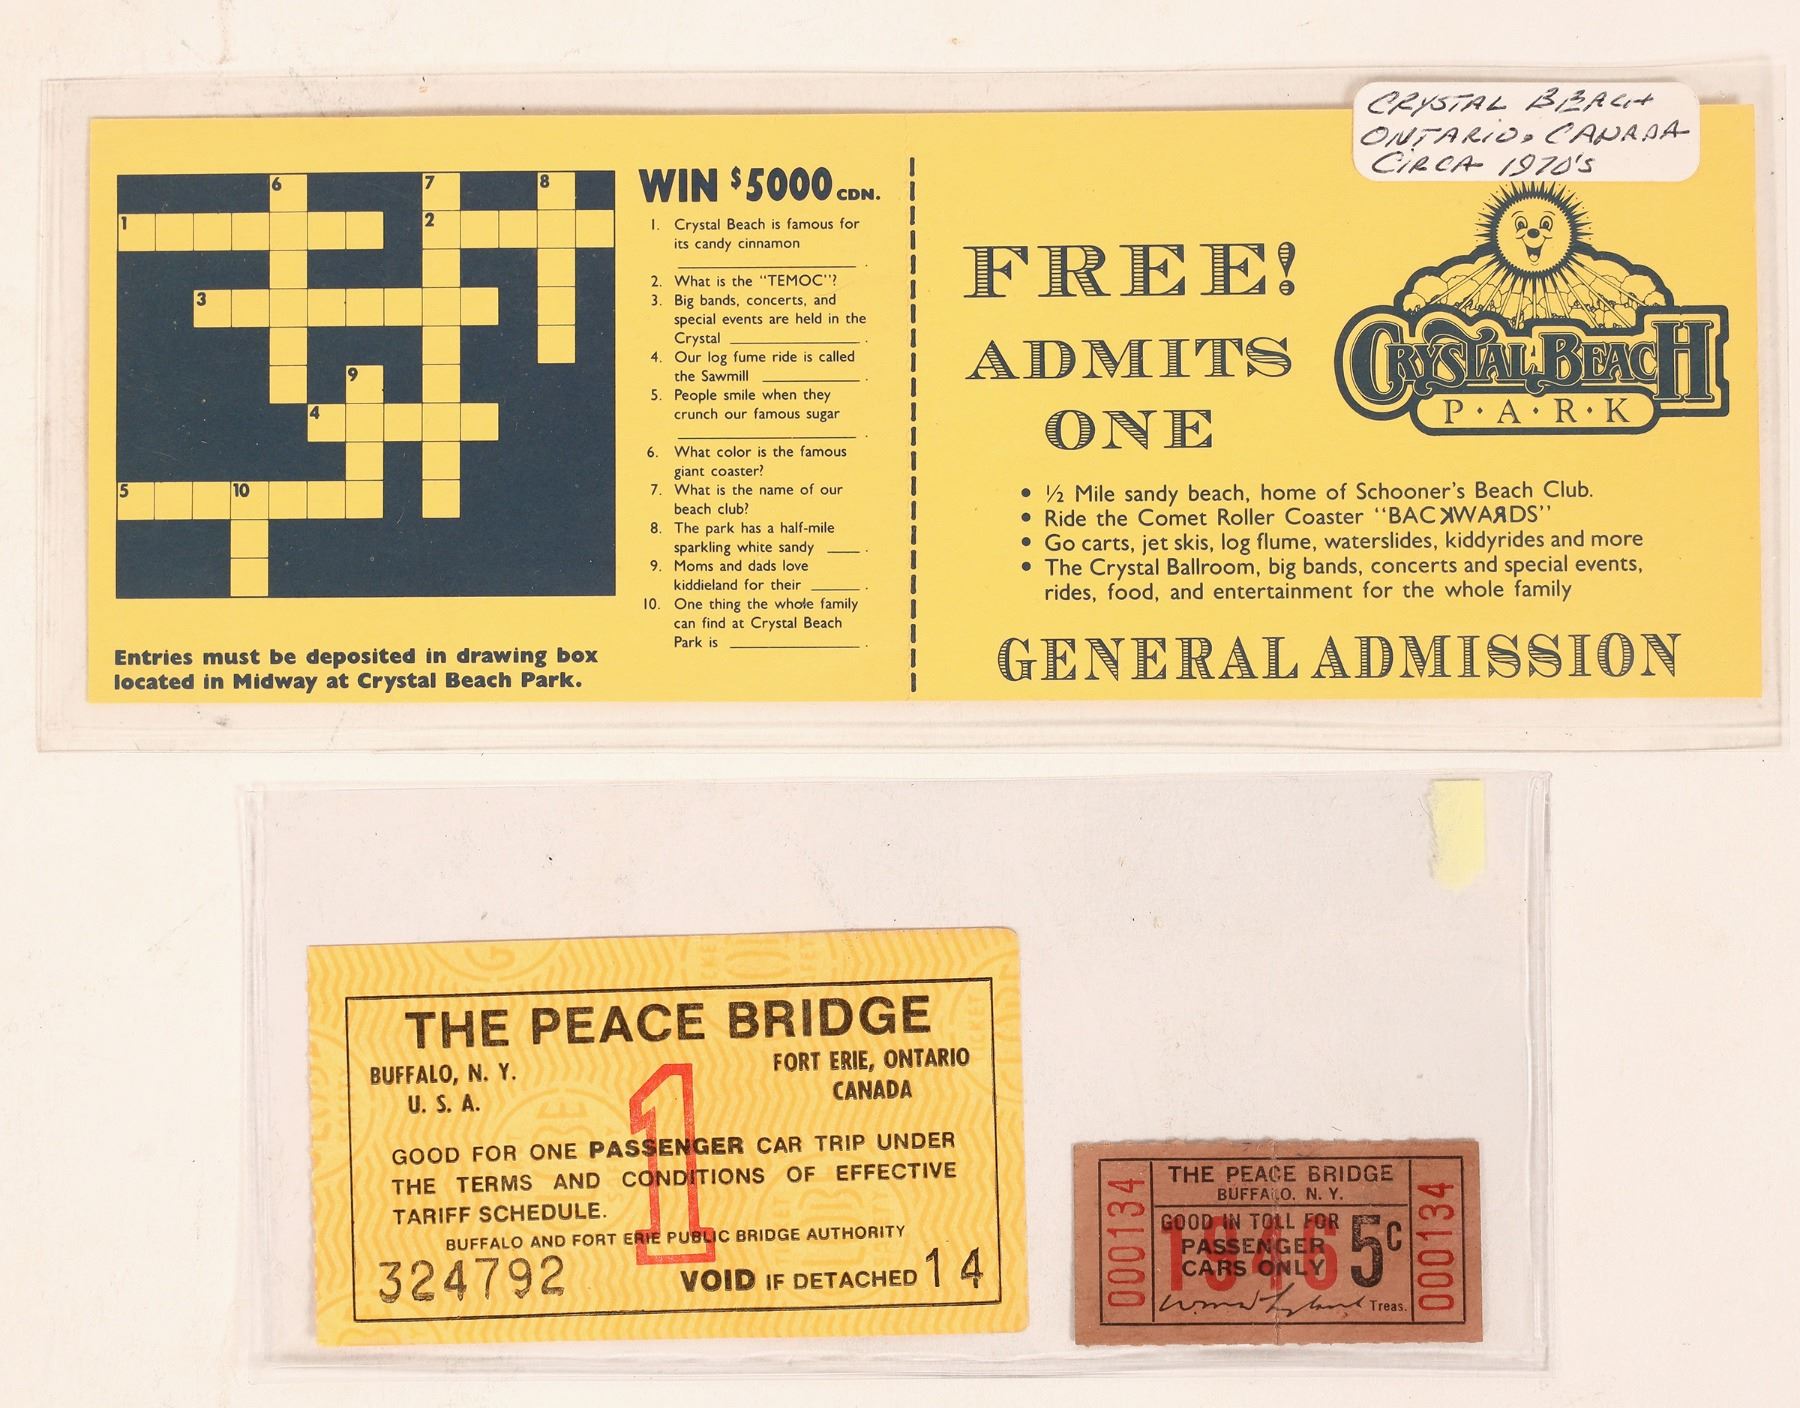 CRYSTAL BEACH
ONTARIO. CANADA
CIRCA 1970's
6
7
8
1
2
3
9
4
5
10
Entries must be deposited in drawing box
located in Midway at Crystal Beach Park.
WIN $5000 CDN.
1. Crystal Beach is famous for
its candy cinnamon
____________________ .
2. What is the "TEMOC"?
3. Big bands, concerts, and
special events are held in the
Crystal _______________ .
4. Our log fume ride is called
the Sawmill ___________ .
5. People smile when they
crunch our famous sugar
____________________ .
6. What color is the famous
giant coaster?
7. What is the name of our
beach club?
8. The park has a half-mile
sparkling white sandy ____ .
9. Moms and dads love
kiddieland for their ______ .
10. One thing the whole family
can find at Crystal Beach
Park is _______________ .
FREE!
ADMITS
ONE
CRYSTAL BEACH
P·A·R·K
• ½ Mile sandy beach, home of Schooner's Beach Club.
• Ride the Comet Roller Coaster "BACKWARDS"
• Go carts, jet skis, log flume, waterslides, kiddyrides and more
• The Crystal Ballroom, big bands, concerts and special events,
rides, food, and entertainment for the whole family
GENERAL ADMISSION
THE PEACE BRIDGE
BUFFALO, N. Y.
U. S. A.
FORT ERIE, ONTARIO
CANADA
1
GOOD FOR ONE PASSENGER CAR TRIP UNDER
THE TERMS AND CONDITIONS OF EFFECTIVE
TARIFF SCHEDULE.
BUFFALO AND FORT ERIE PUBLIC BRIDGE AUTHORITY
324792
VOID IF DETACHED 14
000134
THE PEACE BRIDGE
BUFFALO. N. Y.
GOOD IN TOLL FOR
PASSENGER
CARS ONLY
5c
1946
Treas.
000134